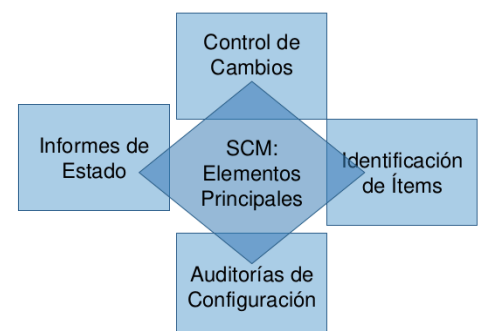 Control de
Cambios
Informes de
Estado
SCM:
Elementos
Principales
Identificación
de Ítems
Auditorías de
Configuración